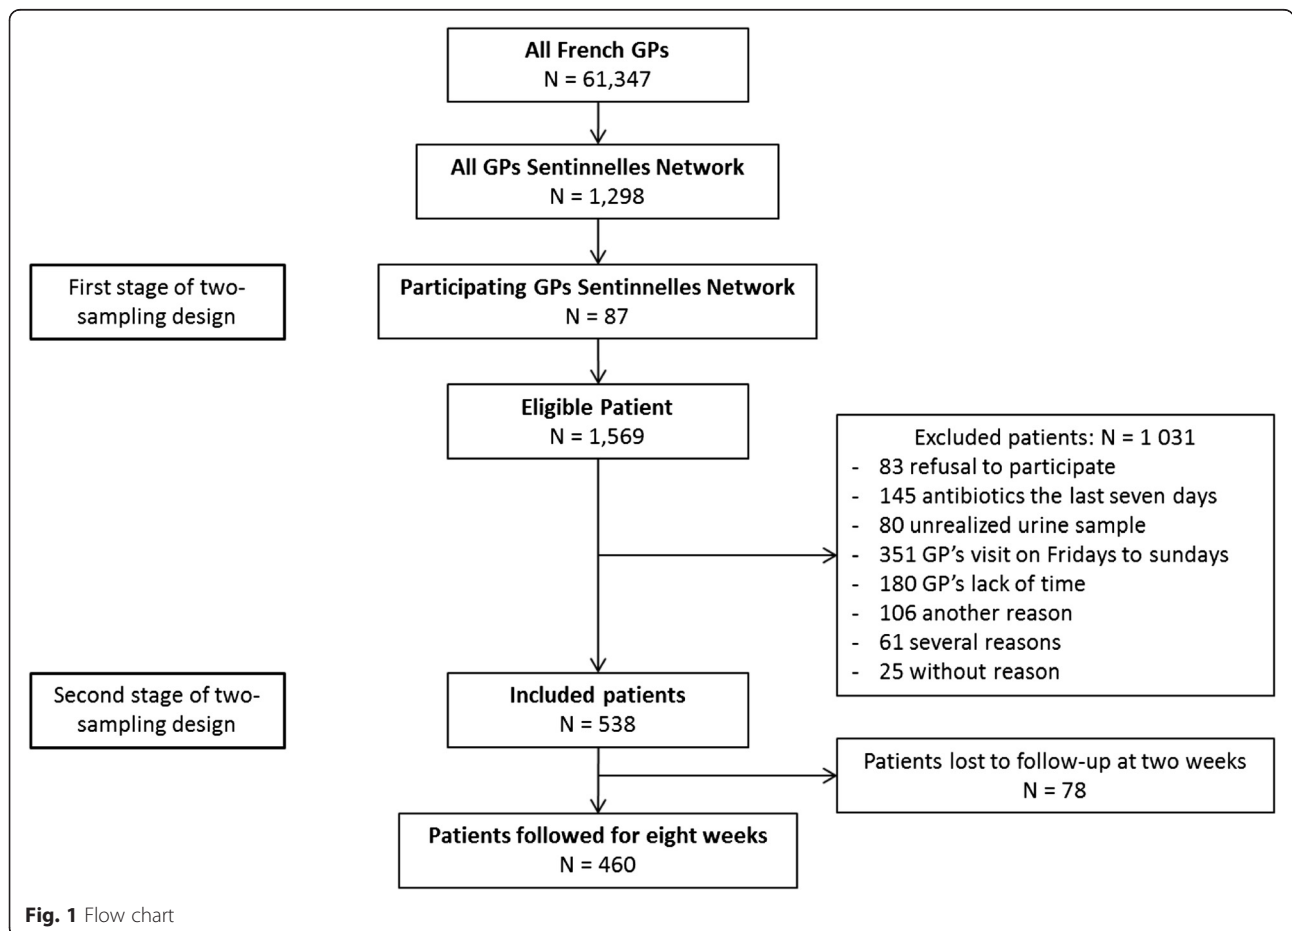 All French GPs
N = 61,347
All GPs Sentinnelles Network
N = 1,298
First stage of two-
sampling design
Participating GPs Sentinnelles Network
N = 87
Eligible Patient
N = 1,569
Excluded patients: N = 1 031
- 83 refusal to participate
- 145 antibiotics the last seven days
- 80 unrealized urine sample
- 351 GP’s visit on Fridays to sundays
- 180 GP’s lack of time
- 106 another reason
- 61 several reasons
- 25 without reason
Second stage of two-
sampling design
Included patients
N = 538
Patients lost to follow-up at two weeks
N = 78
Patients followed for eight weeks
N = 460
Fig. 1 Flow chart